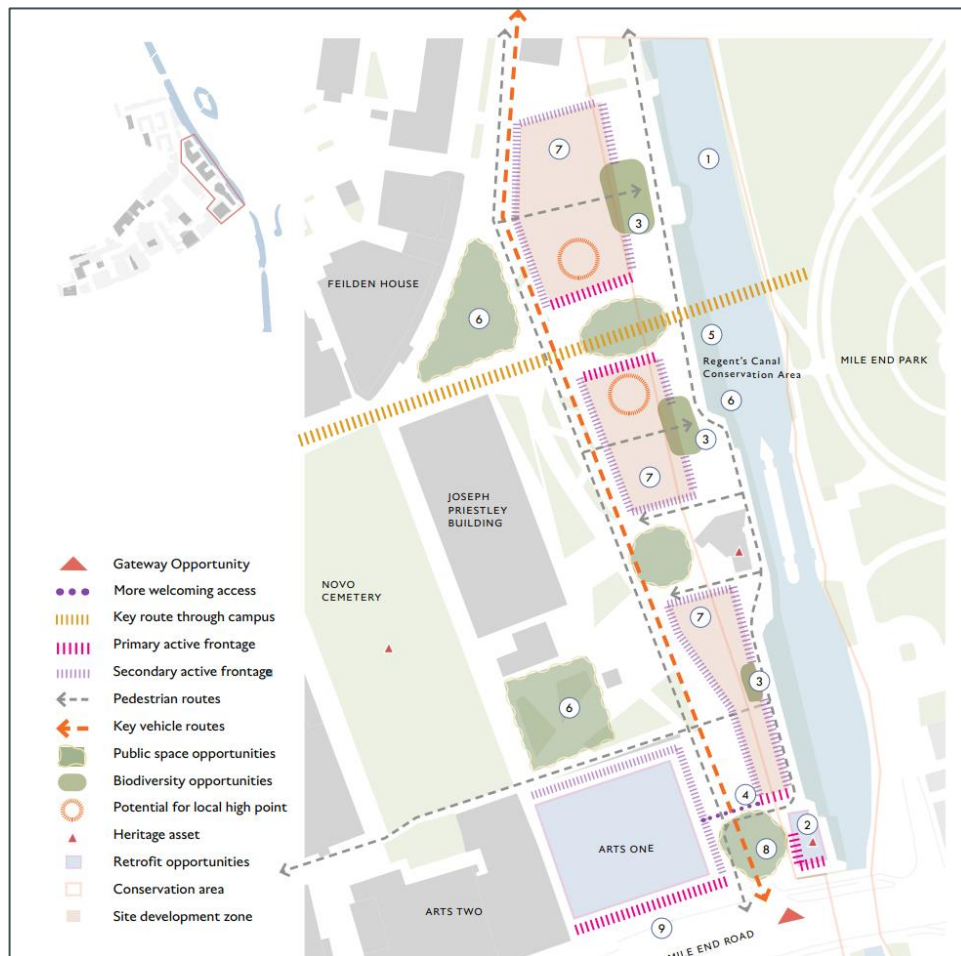 7
1
3
FEILDEN HOUSE
6
5
Regent's Canal
Conservation Area
MILE END PARK
6
3
7
JOSEPH
PRIESTLEY
BUILDING
NOVO
CEMETERY
7
3
6
4
2
ARTS ONE
8
ARTS TWO
9
MILE END ROAD
Gateway Opportunity
More welcoming access
Key route through campus
Primary active frontage
Secondary active frontage
Pedestrian routes
Key vehicle routes
Public space opportunities
Biodiversity opportunities
Potential for local high point
Heritage asset
Retrofit opportunities
Conservation area
Site development zone